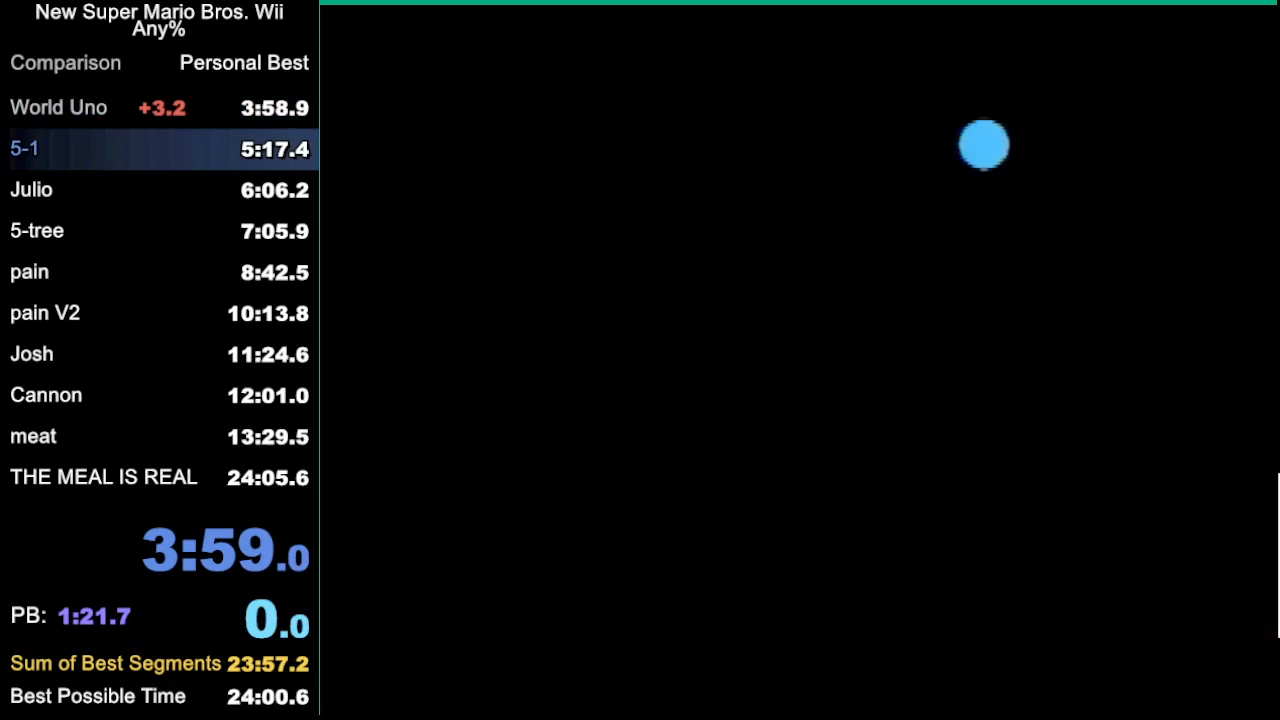 New Super Mario Bros. Wii
Any%
Comparison Personal Best
World Uno +3.2 3:58.9
5-1 5:17.4
Julio 6:06.2
5-tree 7:05.9
pain 8:42.5
pain V2 10:13.8
Josh 11:24.6
Cannon 12:01.0
meat 13:29.5
THE MEAL IS REAL 24:05.6
3:59.0
PB: 1:21.7 0.0
Sum of Best Segments 23:57.2
Best Possible Time 24:00.6